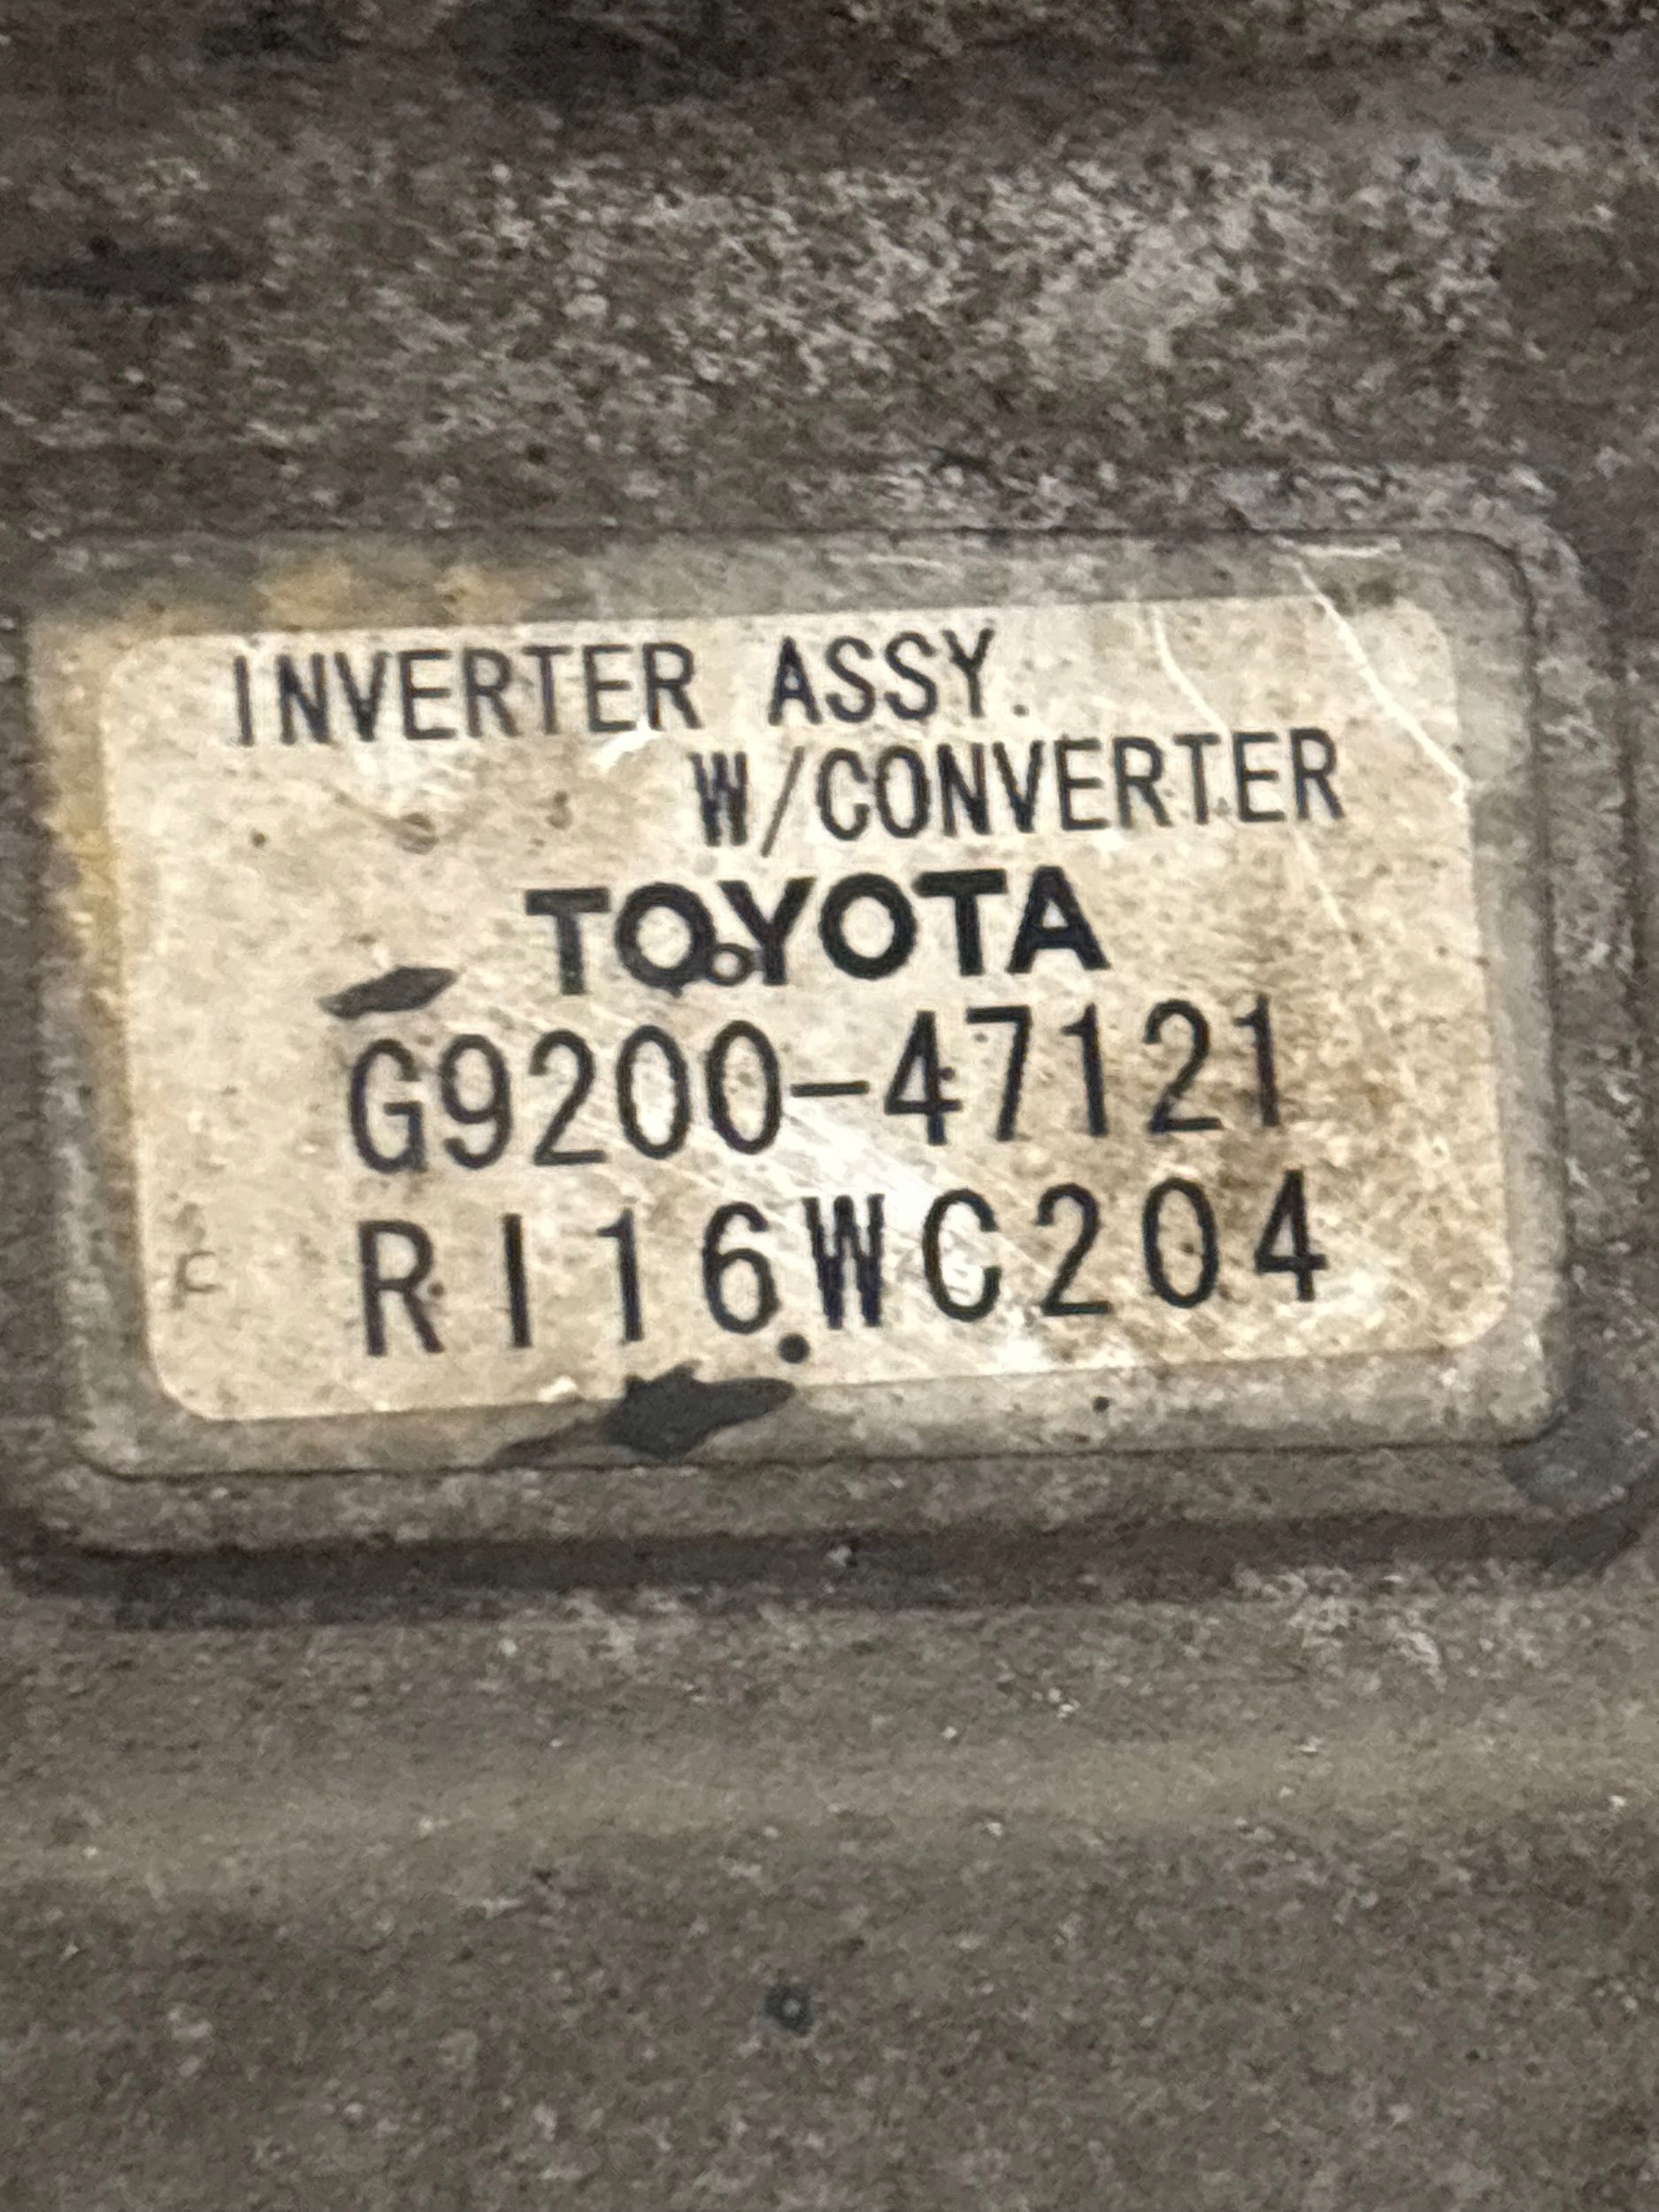 INVERTER ASSY.
W/CONVERTER
TOYOTA
G9200-47121
RI16WC204